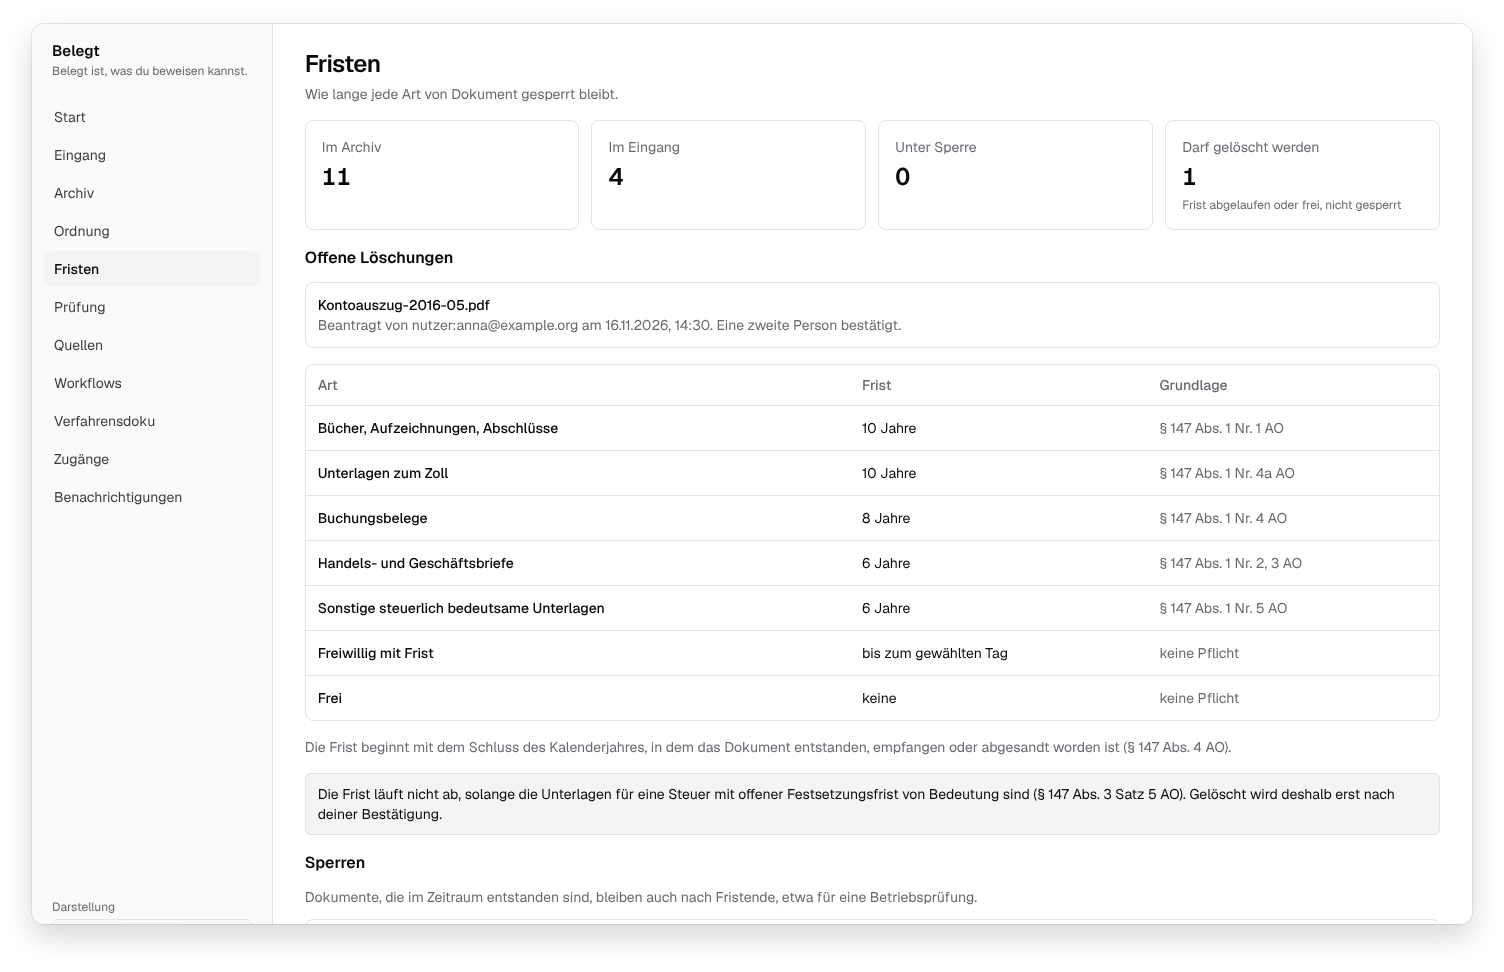 Belegt
Belegt ist, was du beweisen kannst.
Start
Eingang
Archiv
Ordnung
Fristen
Prüfung
Quellen
Workflows
Verfahrensdoku
Zugänge
Benachrichtigungen
Darstellung
Fristen
Wie lange jede Art von Dokument gesperrt bleibt.
Im Archiv
11
Im Eingang
4
Unter Sperre
0
Darf gelöscht werden
1
Frist abgelaufen oder frei, nicht gesperrt
Offene Löschungen
Kontoauszug-2016-05.pdf
Beantragt von nutzer:anna@example.org am 16.11.2026, 14:30. Eine zweite Person bestätigt.
Art Frist Grundlage
Bücher, Aufzeichnungen, Abschlüsse 10 Jahre § 147 Abs. 1 Nr. 1 AO
Unterlagen zum Zoll 10 Jahre § 147 Abs. 1 Nr. 4a AO
Buchungsbelege 8 Jahre § 147 Abs. 1 Nr. 4 AO
Handels- und Geschäftsbriefe 6 Jahre § 147 Abs. 1 Nr. 2, 3 AO
Sonstige steuerlich bedeutsame Unterlagen 6 Jahre § 147 Abs. 1 Nr. 5 AO
Freiwillig mit Frist bis zum gewählten Tag keine Pflicht
Frei keine keine Pflicht
Die Frist beginnt mit dem Schluss des Kalenderjahres, in dem das Dokument entstanden, empfangen oder abgesandt worden ist (§ 147 Abs. 4 AO).
Die Frist läuft nicht ab, solange die Unterlagen für eine Steuer mit offener Festsetzungsfrist von Bedeutung sind (§ 147 Abs. 3 Satz 5 AO). Gelöscht wird deshalb erst nach
deiner Bestätigung.
Sperren
Dokumente, die im Zeitraum entstanden sind, bleiben auch nach Fristende, etwa für eine Betriebsprüfung.